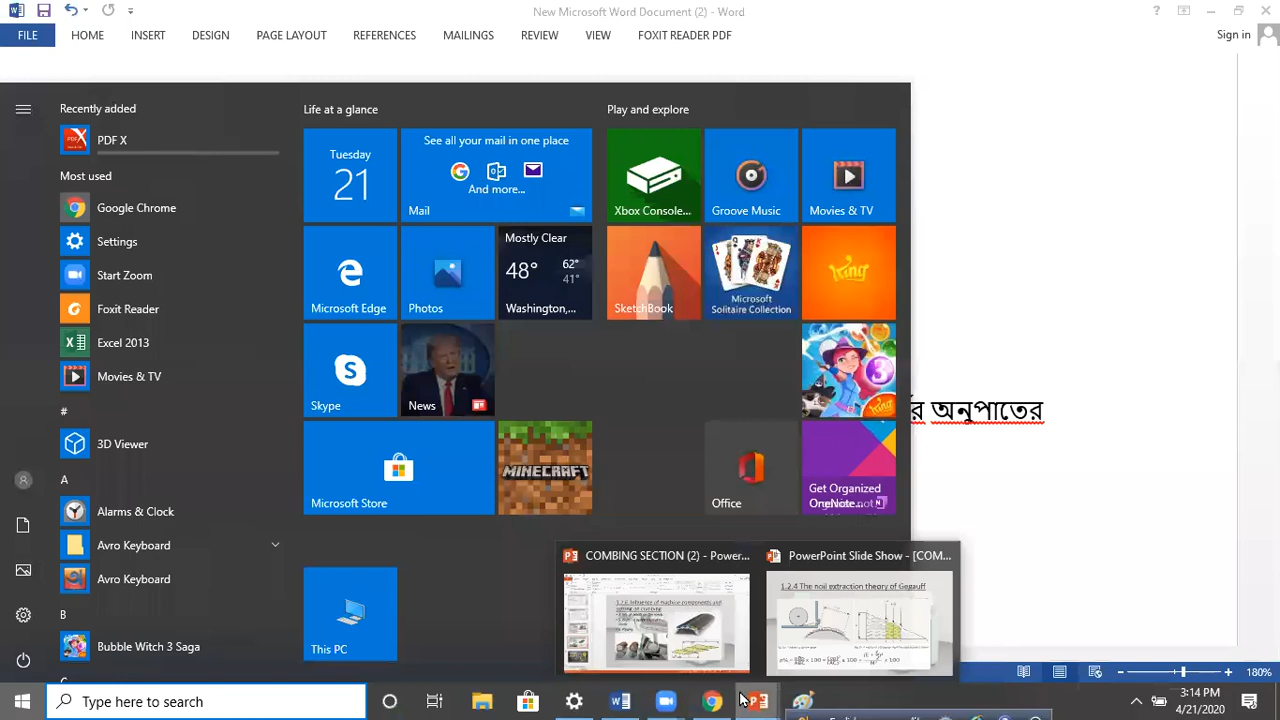 New Microsoft Word Document (2) - Word
FILE HOME INSERT DESIGN PAGE LAYOUT REFERENCES MAILINGS REVIEW VIEW FOXIT READER PDF Sign in
Recently added
PDF X
Most used
Google Chrome
Settings
Start Zoom
Foxit Reader
Excel 2013
Movies & TV
#
3D Viewer
A
Alarms & Clock
Avro Keyboard
Avro Keyboard
B
Bubble Witch 3 Saga
Life at a glance
Tuesday
21
See all your mail in one place
And more...
Mail
Microsoft Edge
Photos
Mostly Clear
48° 62°
41°
Washington,...
Skype
News
Microsoft Store
MINECRAFT
This PC
Play and explore
Xbox Console...
Groove Music
Movies & TV
SketchBook
Microsoft
Solitaire Collection
King
3
King
Office
Get Organized
OneNote...
অনুপাতের
COMBING SECTION (2) - Power...
PowerPoint Slide Show - [COM...
1.2.4 The noil extraction theory of Gegauff
180%
Type here to search
3:14 PM
4/21/2020